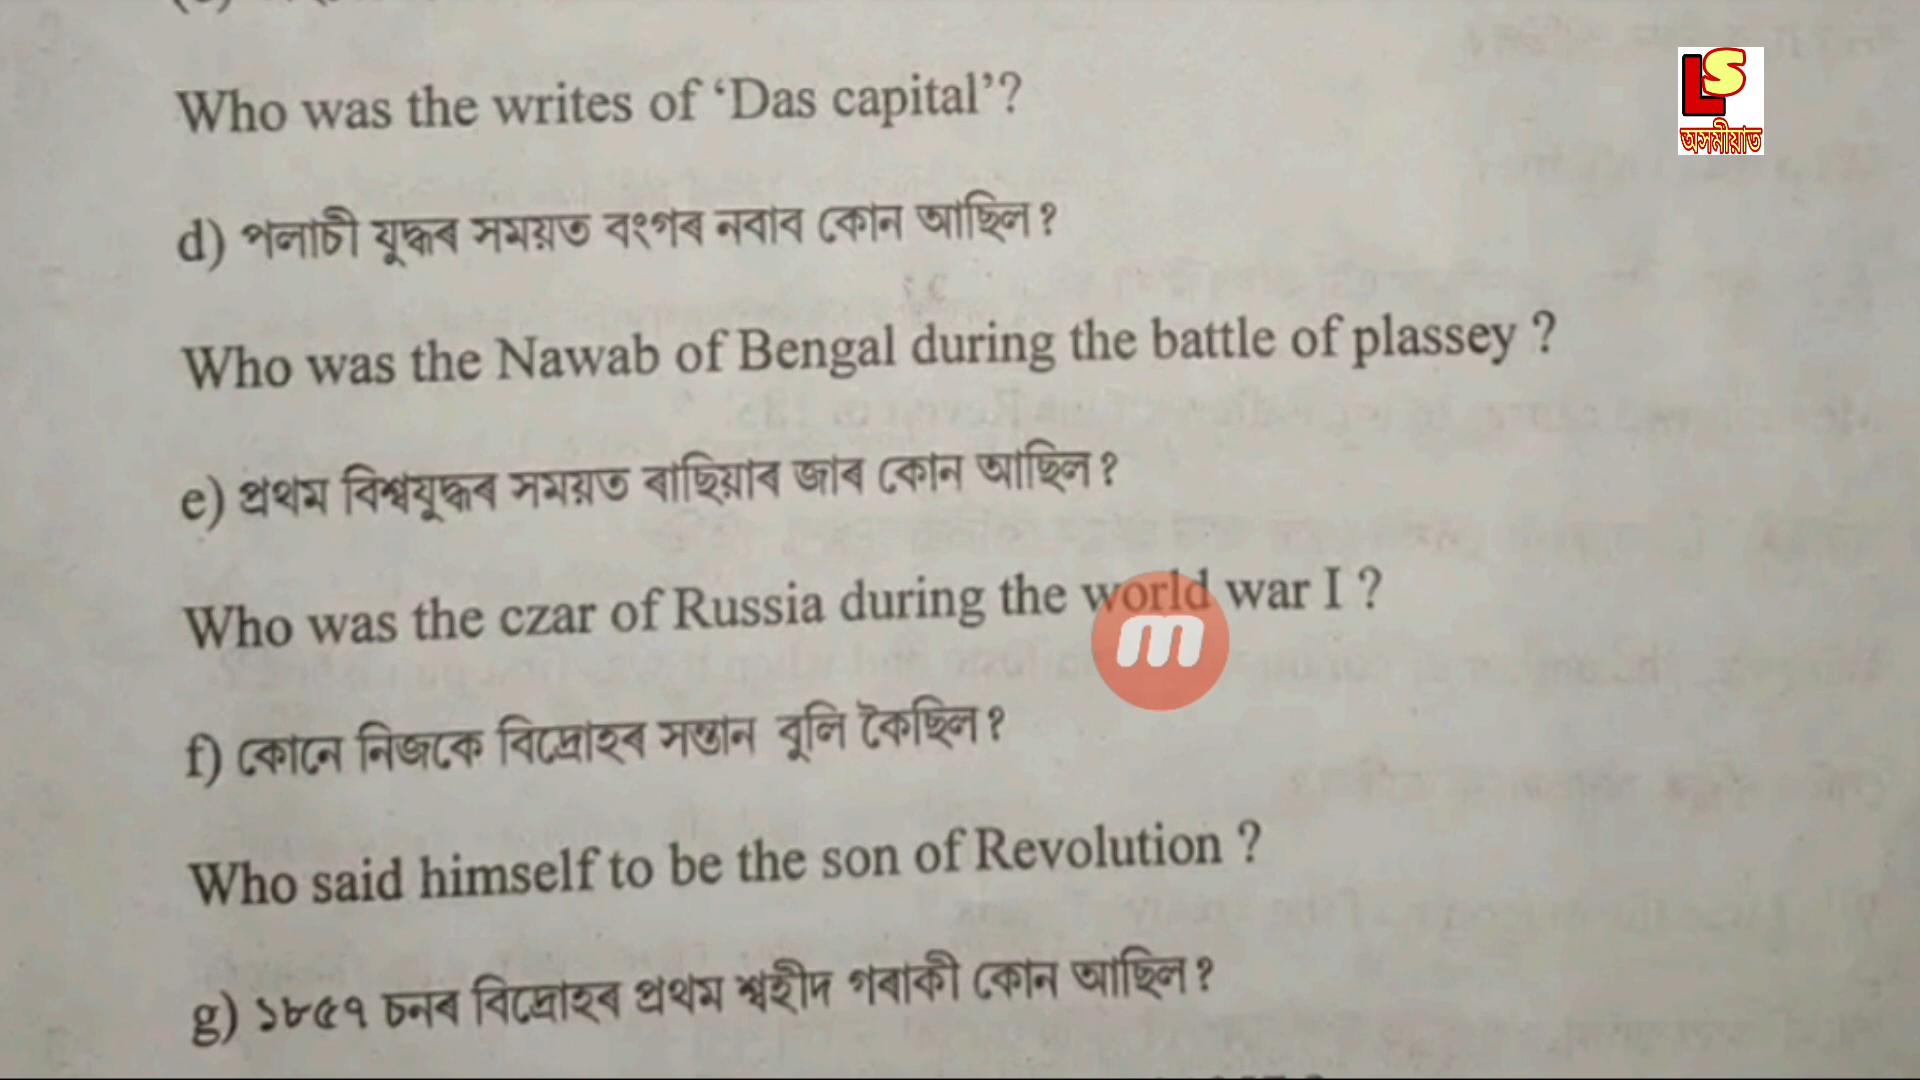 Who was the writes of ‘Das capital’?
d) পলাচী যুদ্ধৰ সময়ত বংগৰ নবাব কোন আছিল?
Who was the Nawab of Bengal during the battle of plassey ?
e) প্ৰথম বিশ্বযুদ্ধৰ সময়ত ৰাছিয়াৰ জাৰ কোন আছিল?
Who was the czar of Russia during the world war I ?
f) কোনে নিজকে বিদ্ৰোহৰ সন্তান বুলি কৈছিল?
Who said himself to be the son of Revolution ?
g) ১৮৫৭ চনৰ বিদ্ৰোহৰ প্ৰথম শ্বহীদ গৰাকী কোন আছিল?
LS
অসমীয়াত
m